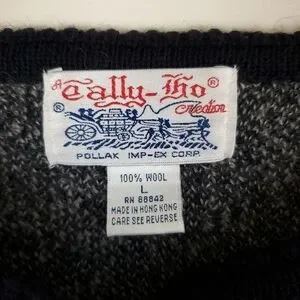 A Tally-Ho®
® Creation
POLLAK IMP-EX CORP.
100% WOOL
L
RN 88842
MADE IN HONG KONG
CARE SEE REVERSE